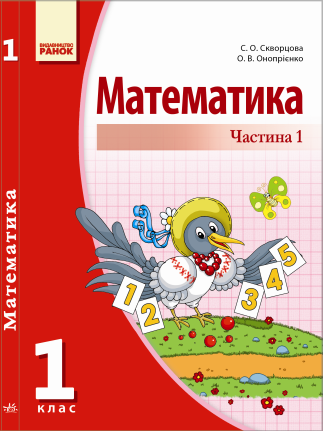 1
ВИДАВНИЦТВО
РАНОК
С. О. Скворцова
О. В. Онопрієнко
Математика
Частина 1
1
2
3
4
5
Математика
1
клас